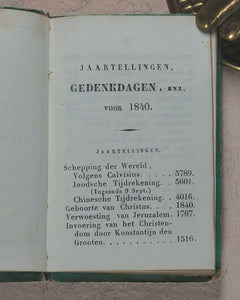 JAARTELLINGEN,
GEDENKDAGEN, ENZ.
VOOR 1840.
JAARTELLINGEN.
Schepping der Wereld,
Volgens Calvisius. . . . . . 5789.
Joodsche Tijdrekening. . . . 5601.
(Ingaande 9 Sept.)
Chinesche Tijdrekening. . . 4016.
Geboorte van Christus. . . . 1840.
Verwoesting van Jeruzalem. 1767.
Invoering van het Christen-
dom door Konstantijn den
Grooten. . . . . . . . 1516.